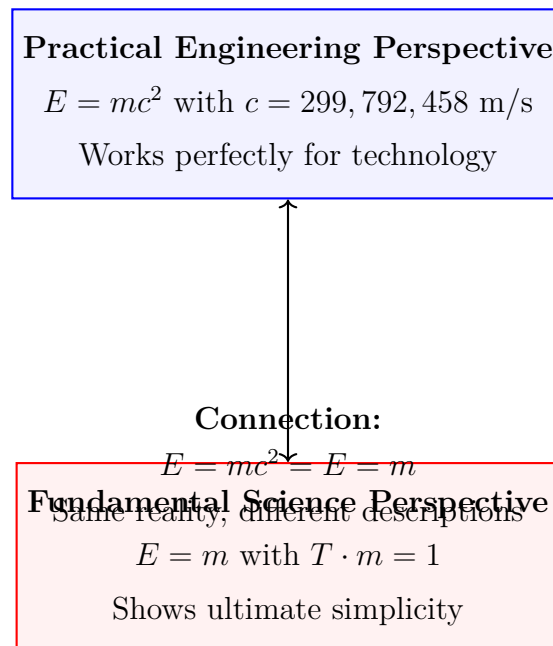 Practical Engineering Perspective
E = mc² with c = 299, 792, 458 m/s
Works perfectly for technology
Connection:
E = mc² = E = m
Same reality, different descriptions
Fundamental Science Perspective
E = m with T · m = 1
Shows ultimate simplicity